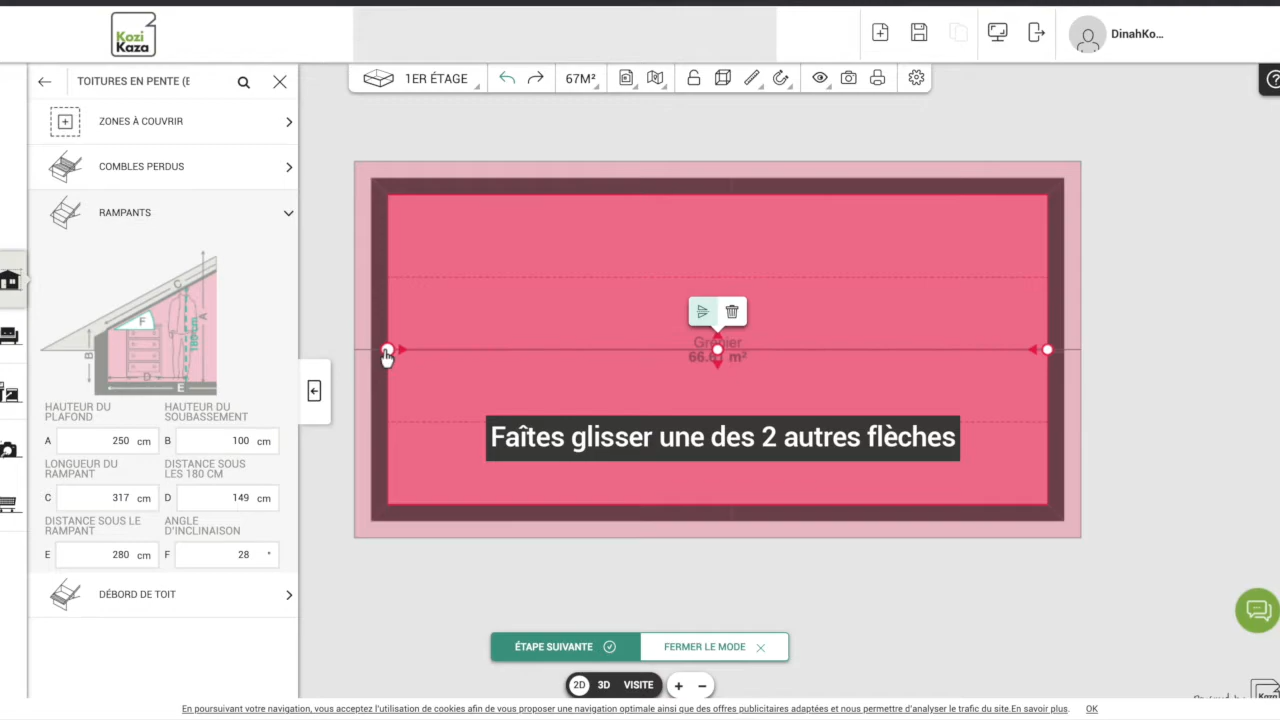 Kozi
Kaza
DinahKo...
TOITURES EN PENTE (E
1ER ÉTAGE
67M²
ZONES À COUVRIR
COMBLES PERDUS
RAMPANTS
C
F
A
180 cm
B
D
E
HAUTEUR DU
PLAFOND
HAUTEUR DU
SOUBASSEMENT
A 250 cm
B 100 cm
LONGUEUR DU
RAMPANT
DISTANCE SOUS
LES 180 CM
C 317 cm
D 149 cm
DISTANCE SOUS LE
RAMPANT
ANGLE
D'INCLINAISON
E 280 cm
F 28 °
DÉBORD DE TOIT
Grenier
m²
Faîtes glisser une des 2 autres flèches
ÉTAPE SUIVANTE
FERMER LE MODE
2D 3D VISITE + −
En poursuivant votre navigation, vous acceptez l'utilisation de cookies afin de vous proposer une navigation optimale ainsi que des offres publicitaires adaptées et nous permettre d'analyser le trafic du site.En savoir plus. OK